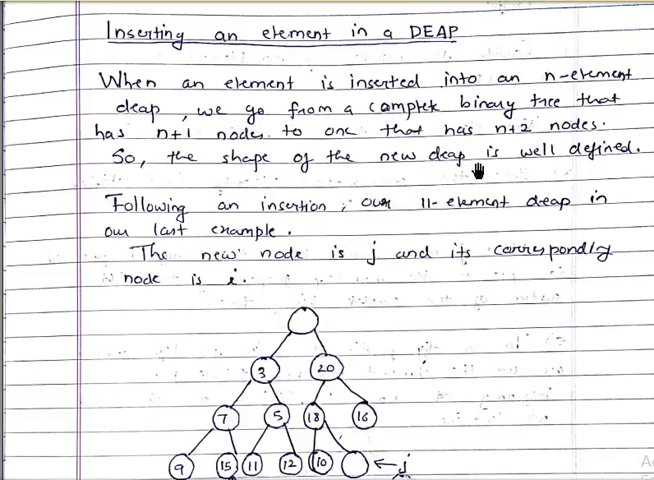 Inserting an element in a DEAP
When an element is inserted into an n-element
deap, we go from a complete binary tree that
has n+1 nodes to one that has n+2 nodes.
So, the shape of the new deap is well defined.
Following an insertion, our 11-element deap in
our last example.
The new node is j and its correspondig
node is i.
3 20
7 5 18 16
9 15 11 12 10 ← j